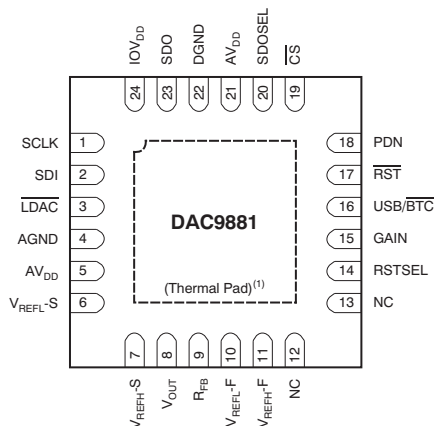 IOVDD
SDO
DGND
AVDD
SDOSEL
CS
24
23
22
21
20
19
SCLK 1
SDI 2
LDAC 3
AGND 4
AVDD 5
VREFL-S 6
DAC9881
(Thermal Pad)(1)
18 PDN
17 RST
16 USB/BTC
15 GAIN
14 RSTSEL
13 NC
7
8
9
10
11
12
VREFH-S
VOUT
RFB
VREFL-F
VREFH-F
NC